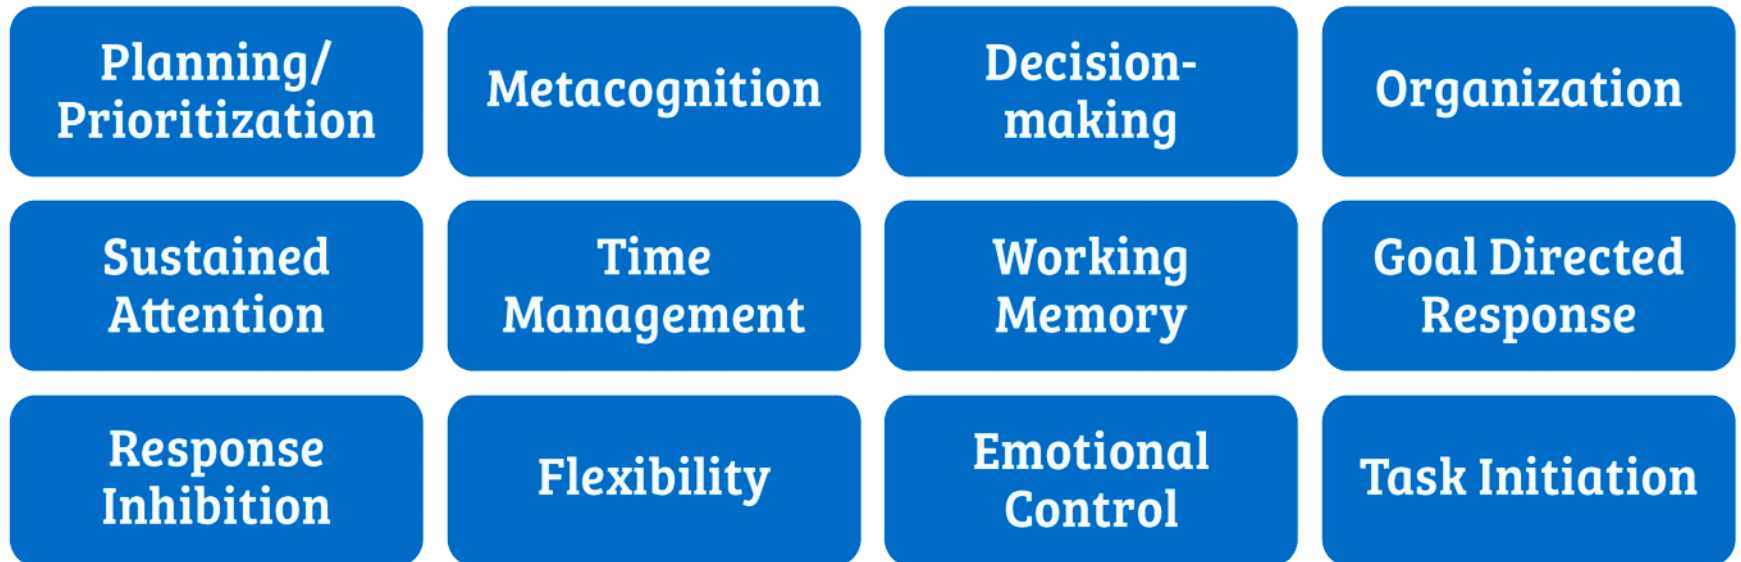 Planning/
Prioritization
Metacognition
Decision-
making
Organization
Sustained
Attention
Time
Management
Working
Memory
Goal Directed
Response
Response
Inhibition
Flexibility
Emotional
Control
Task Initiation